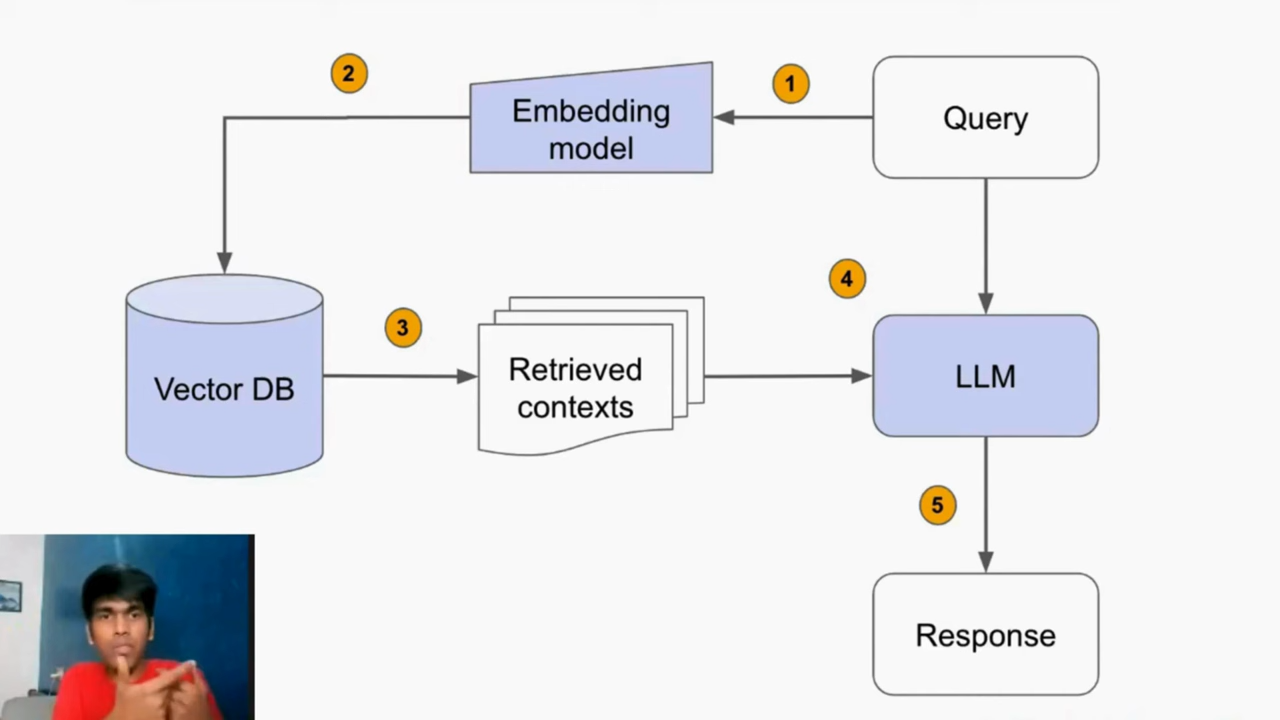 2
1
Embedding
model
Query
4
3
Vector DB
Retrieved
contexts
LLM
5
Response